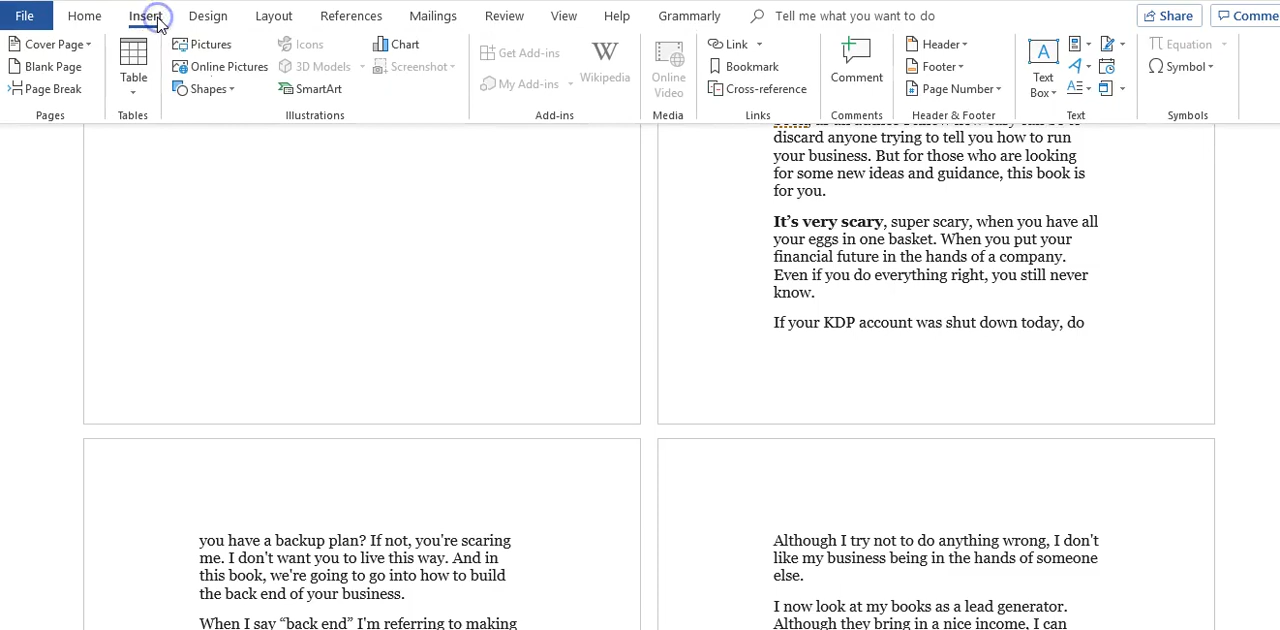 File Home Insert Design Layout References Mailings Review View Help Grammarly Tell me what you want to do Share Comme
Cover Page
Blank Page
Page Break
Pages
Table
Tables
Pictures
Online Pictures
Shapes
Icons
3D Models
SmartArt
Chart
Screenshot
Illustrations
Get Add-ins
My Add-ins
Wikipedia
Add-ins
Online
Video
Media
Link
Bookmark
Cross-reference
Links
Comment
Comments
Header
Footer
Page Number
Header & Footer
Text
Box
Text
Equation
Symbol
Symbols
discard anyone trying to tell you how to run
your business. But for those who are looking
for some new ideas and guidance, this book is
for you.
It’s very scary, super scary, when you have all
your eggs in one basket. When you put your
financial future in the hands of a company.
Even if you do everything right, you still never
know.
If your KDP account was shut down today, do
you have a backup plan? If not, you're scaring
me. I don't want you to live this way. And in
this book, we're going to go into how to build
the back end of your business.
When I say “back end” I'm referring to making
Although I try not to do anything wrong, I don't
like my business being in the hands of someone
else.
I now look at my books as a lead generator.
Although they bring in a nice income, I can